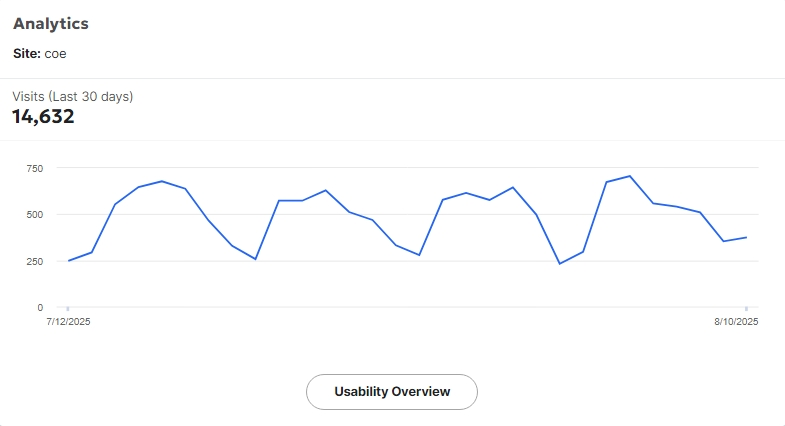 Analytics
Site: coe
Visits (Last 30 days)
14,632
750
500
250
0
7/12/2025
8/10/2025
Usability Overview